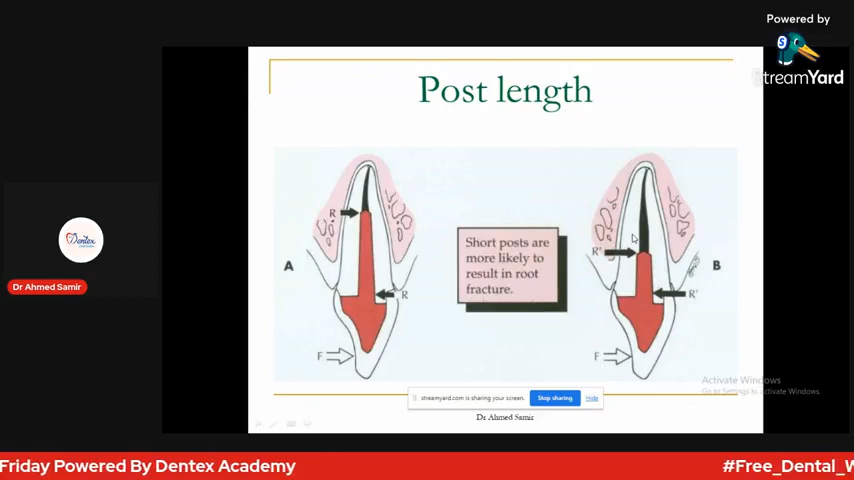 Powered by
S
StreamYard
Post length
R
R
A
F
Short posts are
more likely to
result in root
fracture.
R'
R'
B
F
Dentex
Dr Ahmed Samir
Activate Windows
Go to Settings to activate Windows.
streamyard.com is sharing your screen.
Stop sharing
Hide
Dr Ahmed Samir
Friday Powered By Dentex Academy
#Free_Dental_W